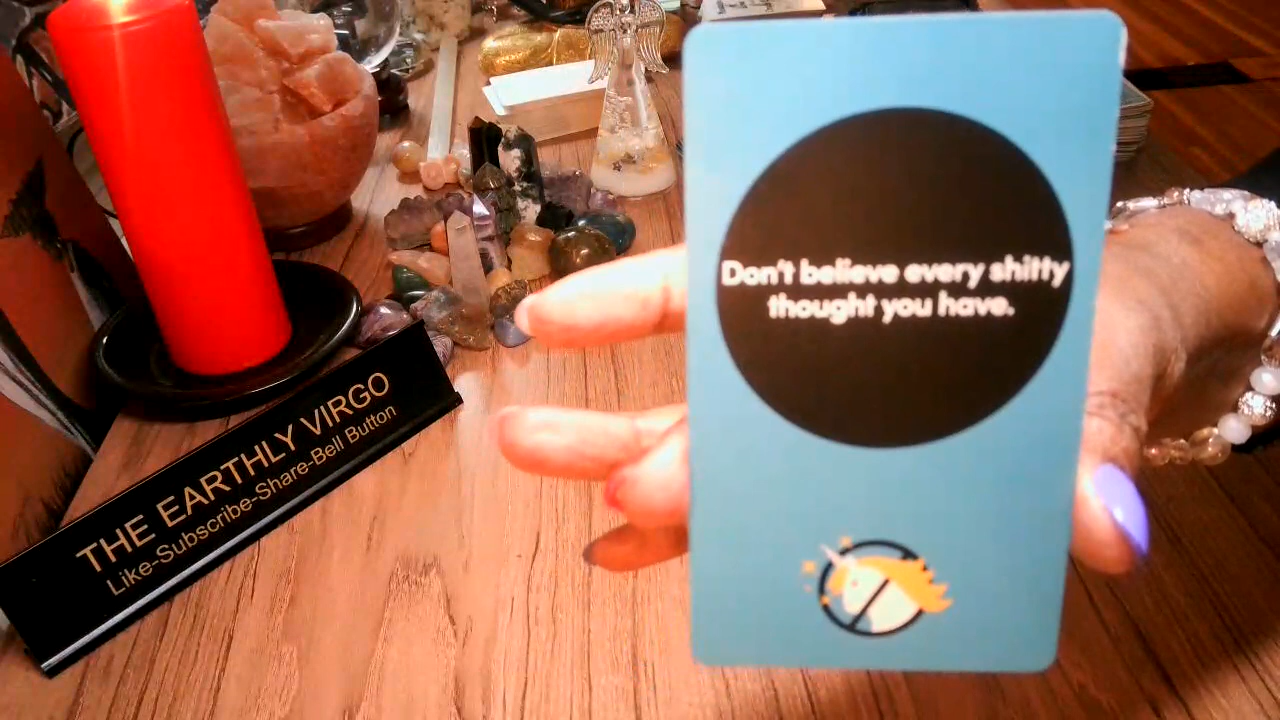 Don't believe every shitty
thought you have.
THE EARTHLY VIRGO
Like-Subscribe-Share-Bell Button